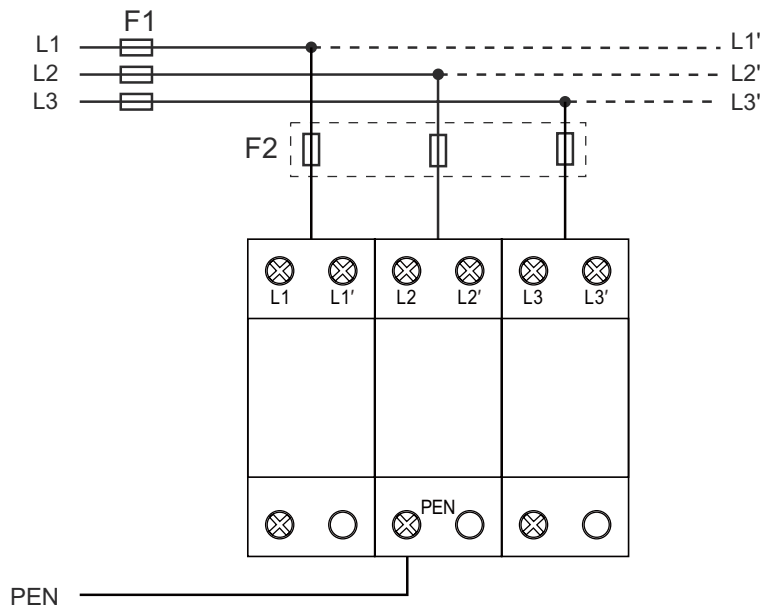 F1
L1 L1'
L2 L2'
L3 L3'
F2
L1 L1′ L2 L2′ L3 L3′
PEN
PEN